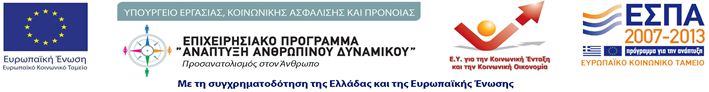 Ευρωπαϊκή Ένωση
Ευρωπαϊκό Κοινωνικό Ταμείο
ΥΠΟΥΡΓΕΙΟ ΕΡΓΑΣΙΑΣ, ΚΟΙΝΩΝΙΚΗΣ ΑΣΦΑΛΙΣΗΣ ΚΑΙ ΠΡΟΝΟΙΑΣ
ΕΠΙΧΕΙΡΗΣΙΑΚΟ ΠΡΟΓΡΑΜΜΑ
"ΑΝΑΠΤΥΞΗ ΑΝΘΡΩΠΙΝΟΥ ΔΥΝΑΜΙΚΟΥ"
Προσανατολισμός στον Άνθρωπο
Ε.Υ. για την Κοινωνική Ένταξη
και την Κοινωνική Οικονομία
ΕΣΠΑ
2007-2013
πρόγραμμα για την ανάπτυξη
ΕΥΡΩΠΑΪΚΟ ΚΟΙΝΩΝΙΚΟ ΤΑΜΕΙΟ
Με τη συγχρηματοδότηση της Ελλάδας και της Ευρωπαϊκής Ένωσης